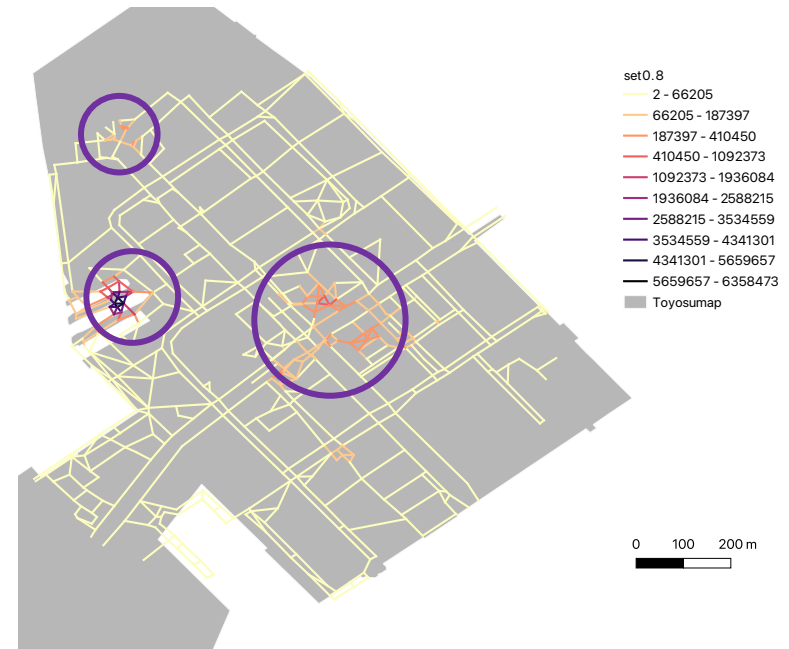 set0.8
2 - 66205
66205 - 187397
187397 - 410450
410450 - 1092373
1092373 - 1936084
1936084 - 2588215
2588215 - 3534559
3534559 - 4341301
4341301 - 5659657
5659657 - 6358473
Toyosumap
0 100 200 m